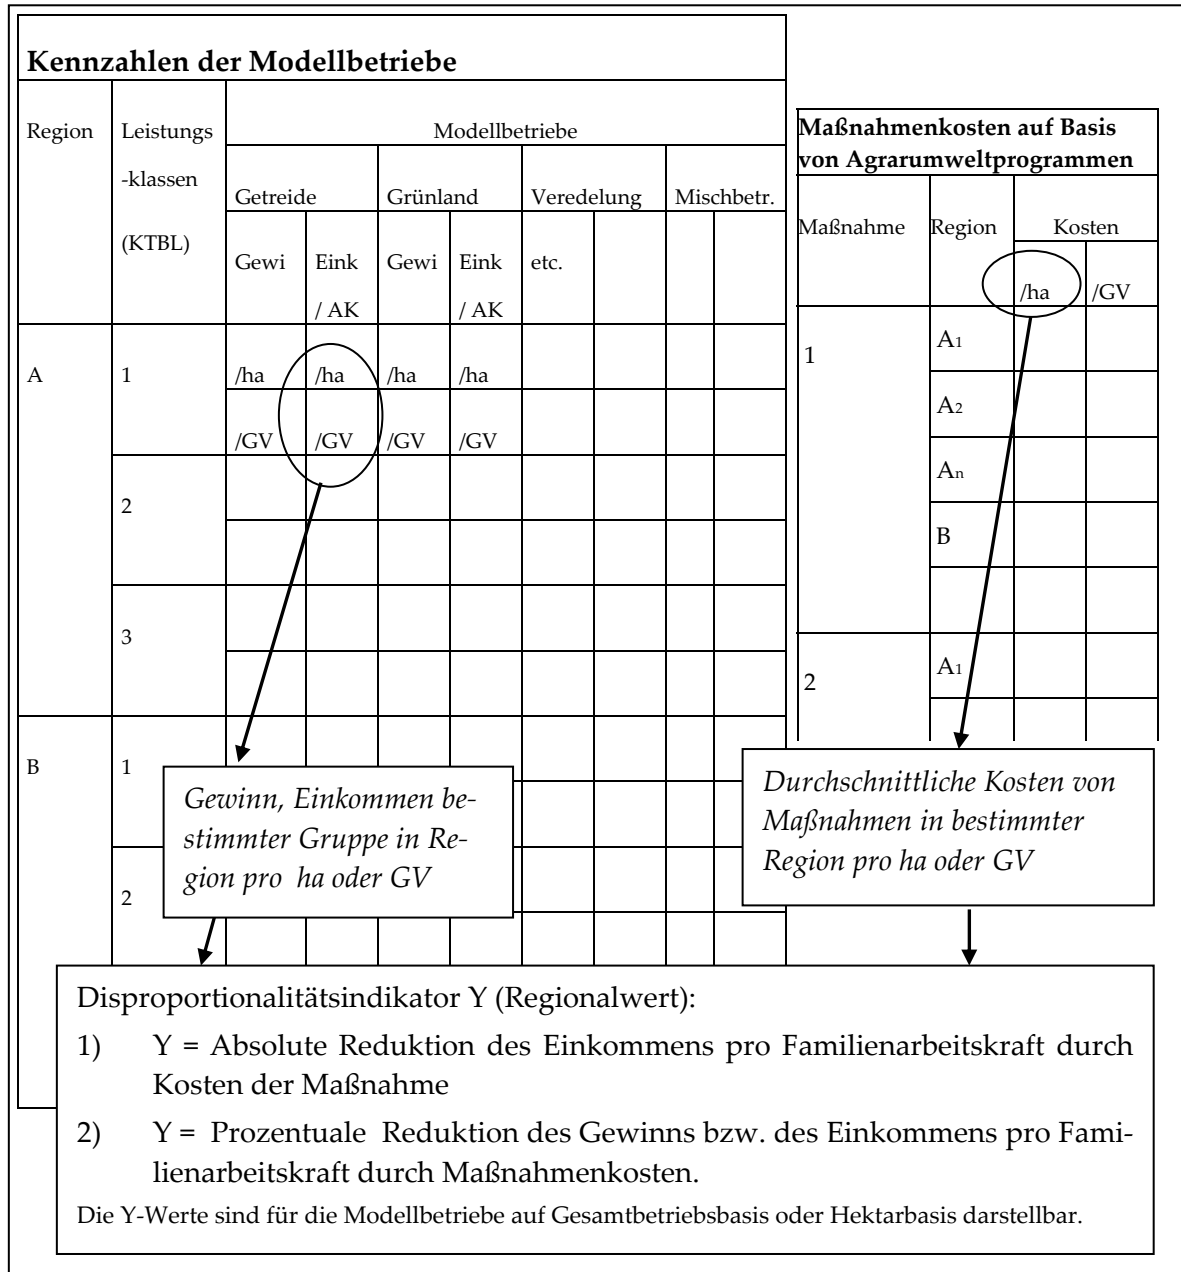 Kennzahlen der Modellbetriebe
Region Leistungs Modellbetriebe
-klassen
(KTBL)
Getreide Grünland Veredelung Mischbetr.
Gewi Eink Gewi Eink etc.
/ AK / AK
A 1 /ha /ha /ha /ha
/GV /GV /GV /GV
2
3
B 1
2
Maßnahmenkosten auf Basis
von Agrarumweltprogrammen
Maßnahme Region Kosten
/ha /GV
1 A1
A2
An
B
2 A1
Gewinn, Einkommen be-
stimmter Gruppe in Re-
gion pro ha oder GV
Durchschnittliche Kosten von
Maßnahmen in bestimmter
Region pro ha oder GV
Disproportionalitätsindikator Y (Regionalwert):
1) Y = Absolute Reduktion des Einkommens pro Familienarbeitskraft durch
Kosten der Maßnahme
2) Y = Prozentuale Reduktion des Gewinns bzw. des Einkommens pro Fami-
lienarbeitskraft durch Maßnahmenkosten.
Die Y-Werte sind für die Modellbetriebe auf Gesamtbetriebsbasis oder Hektarbasis darstellbar.